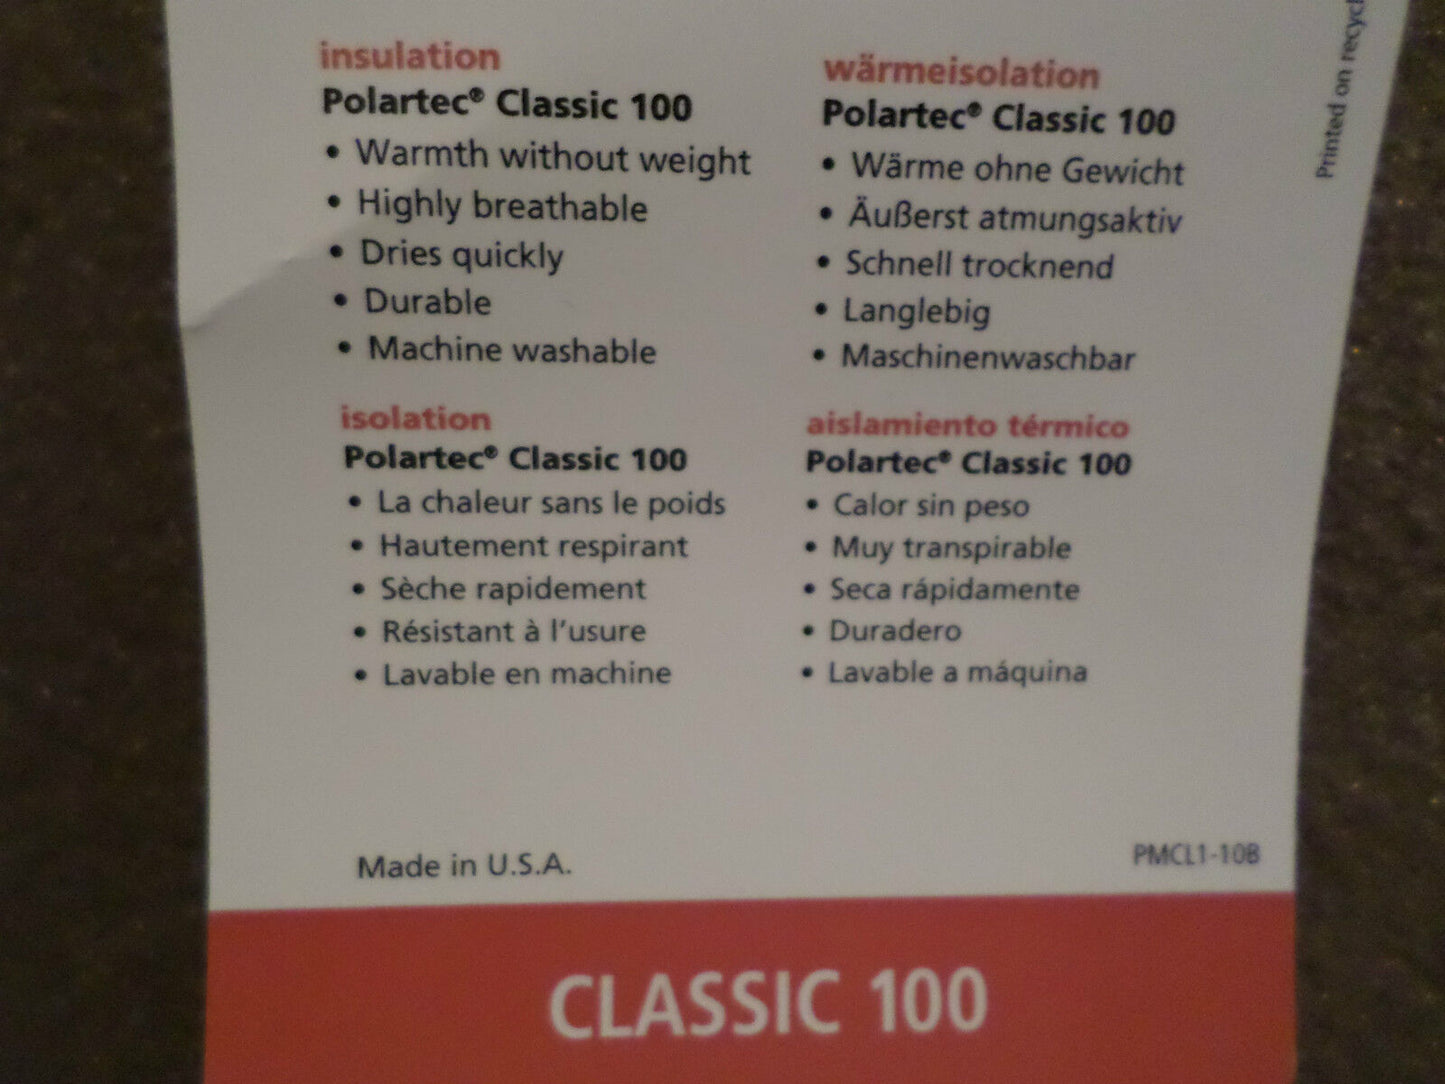 insulation
Polartec® Classic 100
• Warmth without weight
• Highly breathable
• Dries quickly
• Durable
• Machine washable
wärmeisolation
Polartec® Classic 100
• Wärme ohne Gewicht
• Äußerst atmungsaktiv
• Schnell trocknend
• Langlebig
• Maschinenwaschbar
isolation
Polartec® Classic 100
• La chaleur sans le poids
• Hautement respirant
• Sèche rapidement
• Résistant à l'usure
• Lavable en machine
aislamiento térmico
Polartec® Classic 100
• Calor sin peso
• Muy transpirable
• Seca rápidamente
• Duradero
• Lavable a máquina
Printed on
Made in U.S.A.
PMCL1-10B
CLASSIC 100